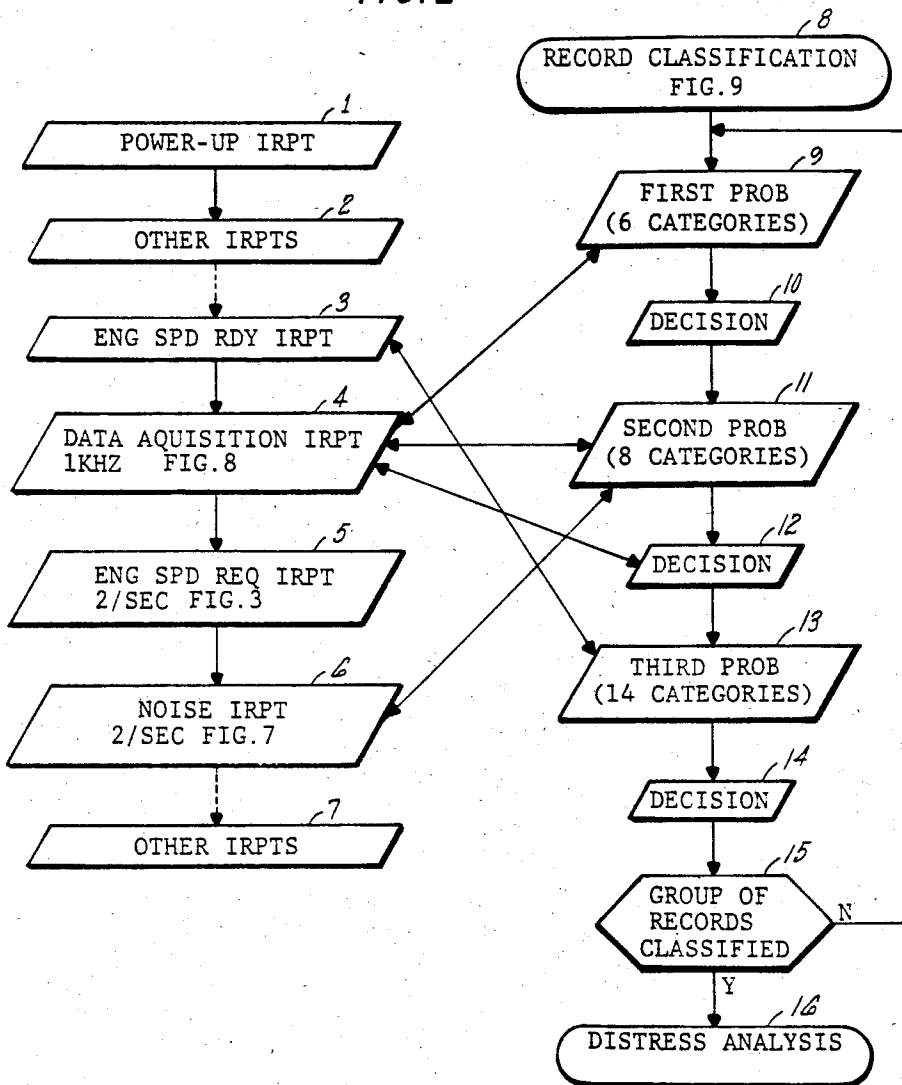 1
POWER-UP IRPT
2
OTHER IRPTS
3
ENG SPD RDY IRPT
4
DATA AQUISITION IRPT
1KHZ FIG.8
5
ENG SPD REQ IRPT
2/SEC FIG.3
6
NOISE IRPT
2/SEC FIG.7
7
OTHER IRPTS
8
RECORD CLASSIFICATION
FIG.9
9
FIRST PROB
(6 CATEGORIES)
10
DECISION
11
SECOND PROB
(8 CATEGORIES)
12
DECISION
13
THIRD PROB
(14 CATEGORIES)
14
DECISION
15
GROUP OF
RECORDS
CLASSIFIED
N
Y
16
DISTRESS ANALYSIS